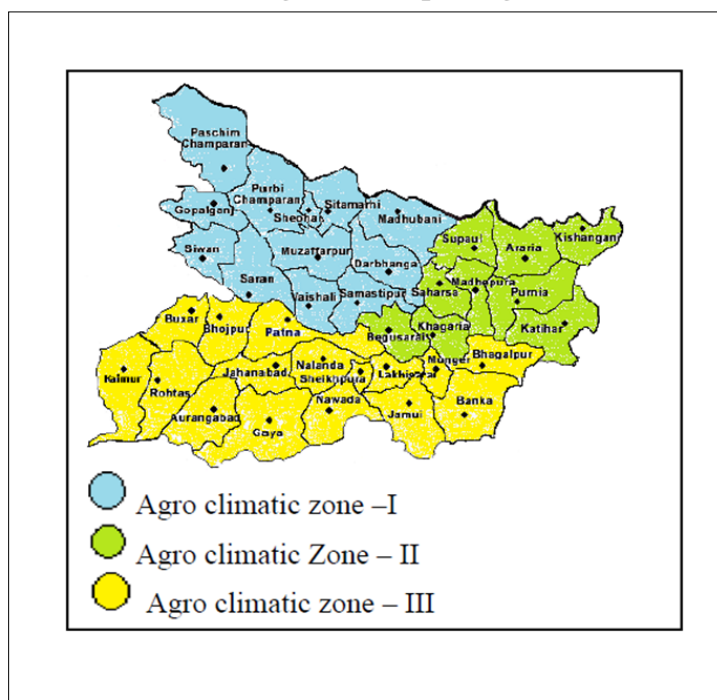 Paschim
Champaran
Purbi
Champaran
Sheohar
Sitamarhi
Gopalganj
Madhubani
Siwan
Muzaffarpur
Darbhanga
Supaul
Araria
Kishanganj
Saran
Vaishali
Samastipur
Saharsa
Madhepura
Purnia
Buxar
Bhojpur
Patna
Begusarai
Khagaria
Katihar
Kaimur
Rohtas
Jahanabad
Nalanda
Sheikhpura
Lakhisarai
Munger
Bhagalpur
Aurangabad
Gaya
Nawada
Jamui
Banka
Agro climatic zone –I
Agro climatic Zone – II
Agro climatic zone – III